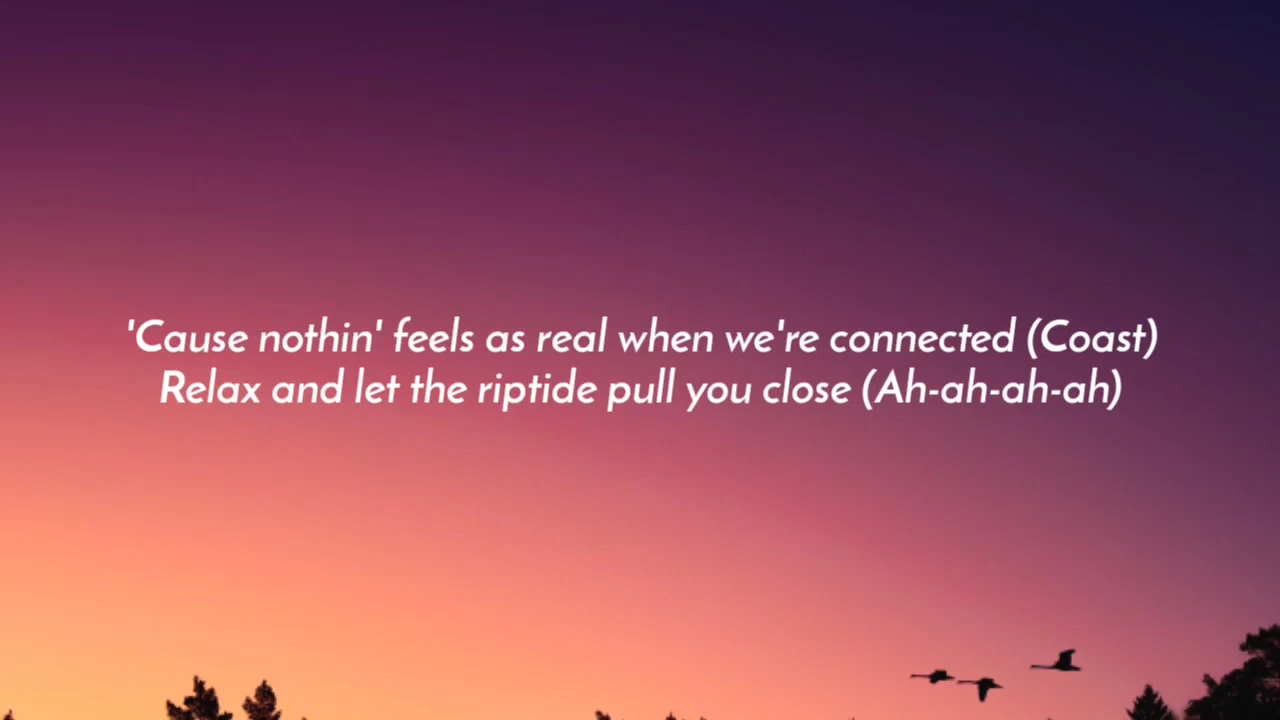 'Cause nothin' feels as real when we're connected (Coast)
Relax and let the riptide pull you close (Ah-ah-ah-ah)